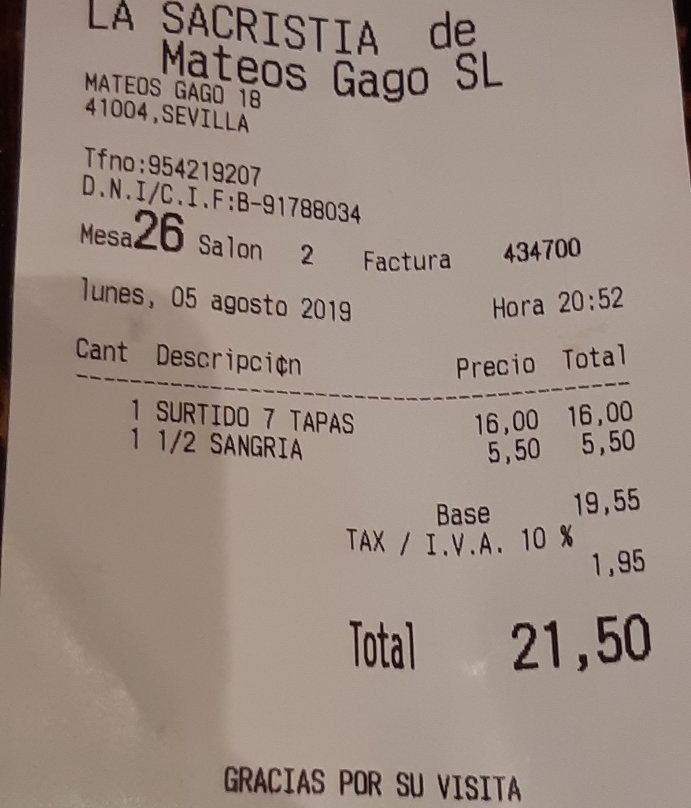 LA SACRISTIA de
Mateos Gago SL
MATEOS GAGO 18
41004,SEVILLA
Tfno:954219207
D.N.I/C.I.F:B-91788034
Mesa26 Salon 2 Factura 434700
lunes, 05 agosto 2019 Hora 20:52
Cant Descripci¢n Precio Total
1 SURTIDO 7 TAPAS 16,00 16,00
1 1/2 SANGRIA 5,50 5,50
Base 19,55
TAX / I.V.A. 10 %
1,95
Total 21,50
GRACIAS POR SU VISITA